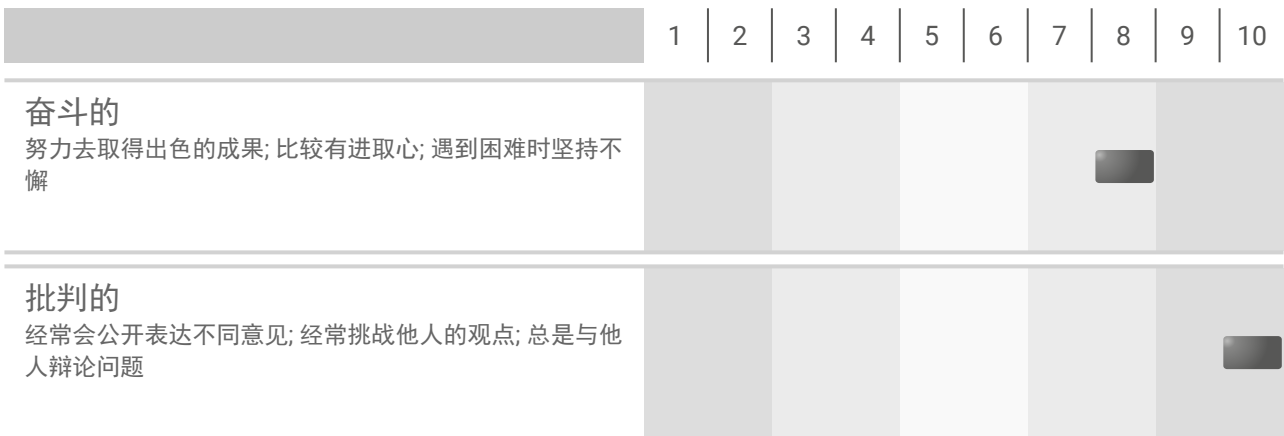 1 2 3 4 5 6 7 8 9 10
奋斗的
努力去取得出色的成果; 比较有进取心; 遇到困难时坚持不
懈
批判的
经常会公开表达不同意见; 经常挑战他人的观点; 总是与他
人辩论问题